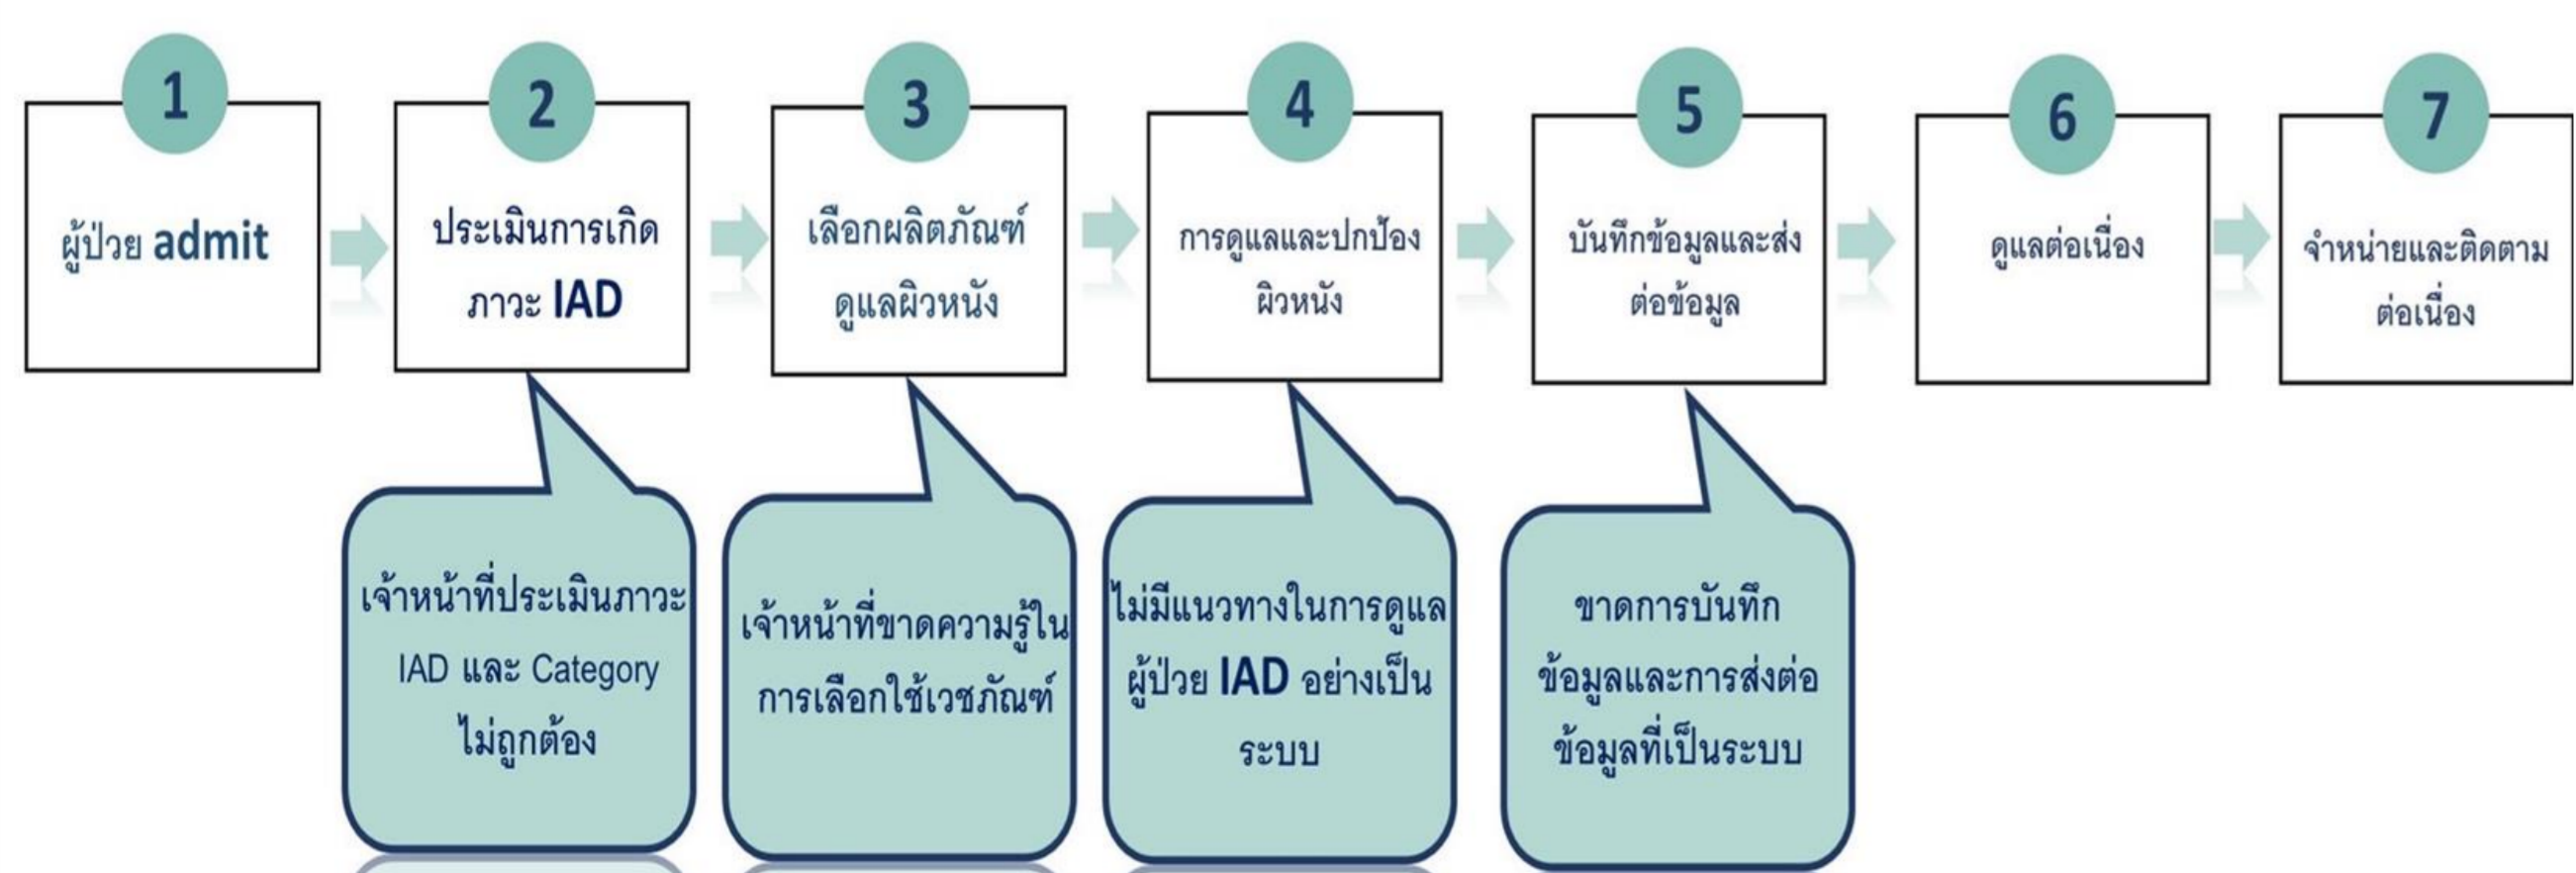 1
ผู้ป่วย admit
2
ประเมินการเกิด
ภาวะ IAD
3
เลือกผลิตภัณฑ์
ดูแลผิวหนัง
4
การดูแลและปกป้อง
ผิวหนัง
5
บันทึกข้อมูลและส่ง
ต่อข้อมูล
6
ดูแลต่อเนื่อง
7
จำหน่ายและติดตาม
ต่อเนื่อง
เจ้าหน้าที่ประเมินภาวะ
IAD และ Category
ไม่ถูกต้อง
เจ้าหน้าที่ขาดความรู้ใน
การเลือกใช้เวชภัณฑ์
ไม่มีแนวทางในการดูแล
ผู้ป่วย IAD อย่างเป็น
ระบบ
ขาดการบันทึก
ข้อมูลและการส่งต่อ
ข้อมูลที่เป็นระบบ